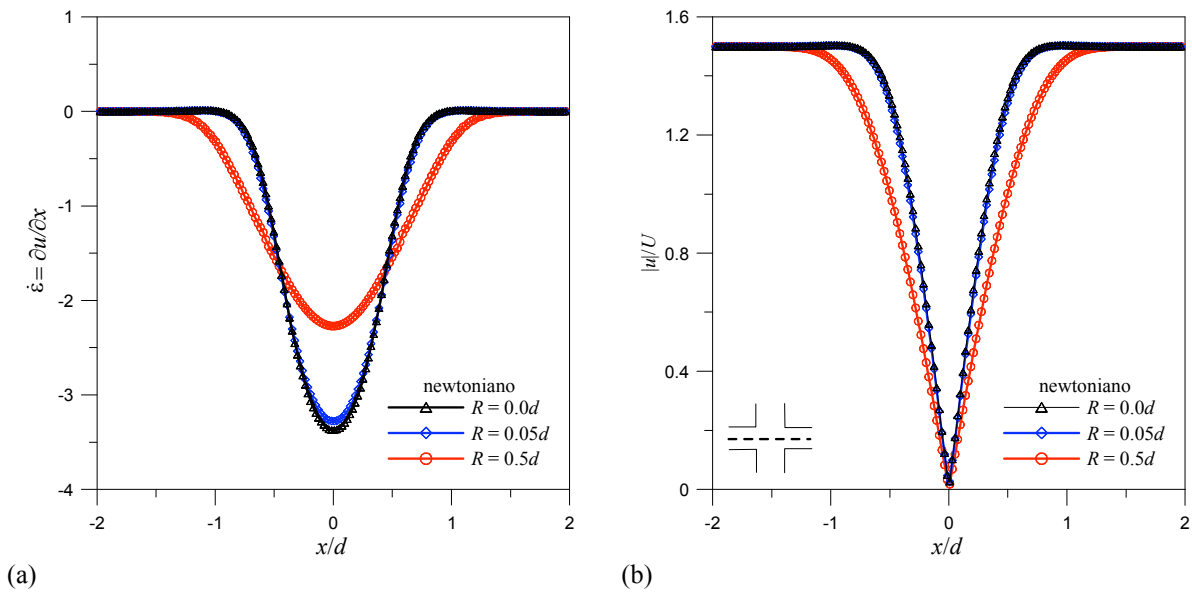 1
0
-1
-2
-3
-4
ε̇ = ∂u/∂x
-2
-1
0
1
2
x/d
newtoniano
R = 0.0d
R = 0.05d
R = 0.5d
(a)
1.6
1.2
0.8
0.4
0
|u|/U
-2
-1
0
1
2
x/d
newtoniano
R = 0.0d
R = 0.05d
R = 0.5d
(b)